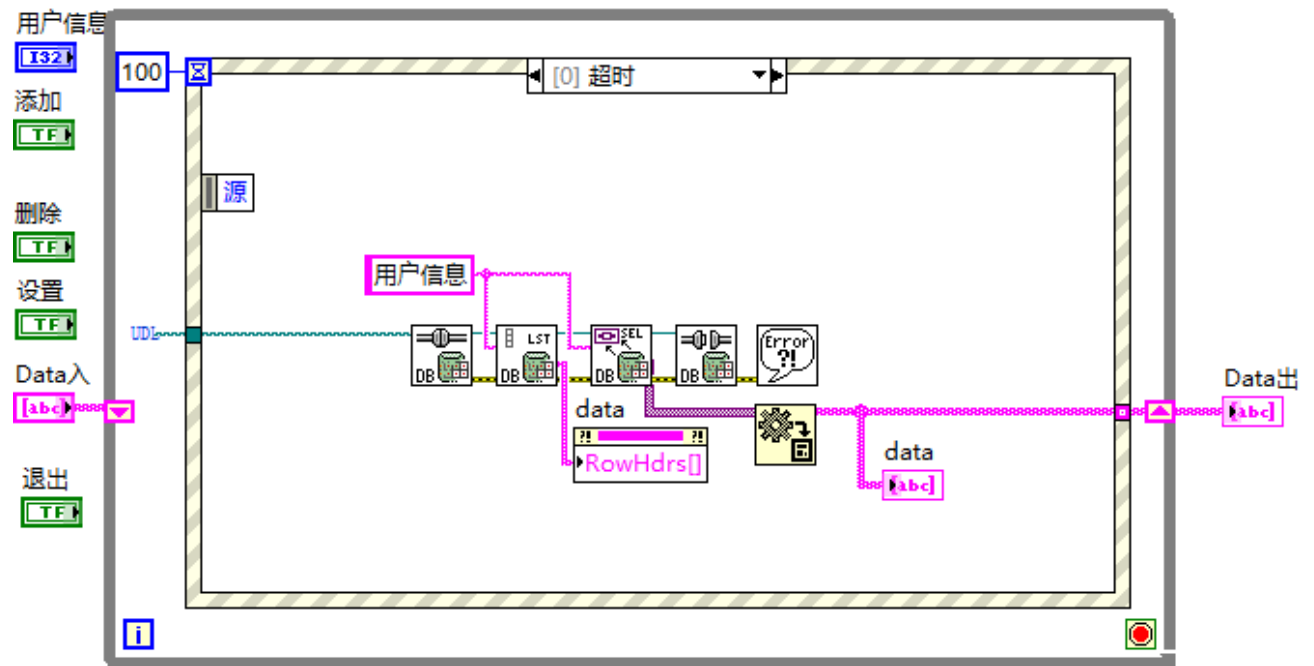 用户信息
I32
100
[0] 超时
添加
TF
源
删除
TF
用户信息
设置
TF
UDL
LST
SEL
Error
?!
DB
DB
DB
DB
Data入
[abc]
data
?!
?!
RowHdrs[]
data
[abc]
Data出
[abc]
退出
TF
i